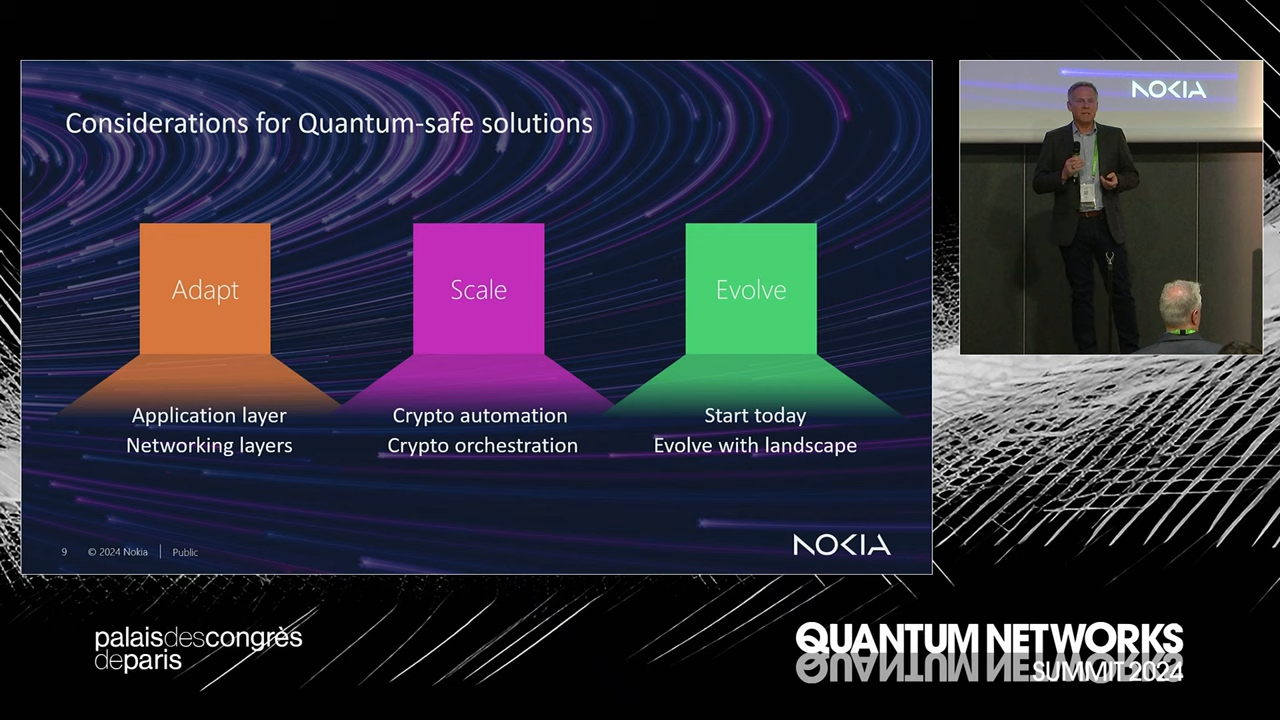 Considerations for Quantum-safe solutions
Adapt
Scale
Evolve
Application layer
Networking layers
Crypto automation
Crypto orchestration
Start today
Evolve with landscape
9
© 2024 Nokia
Public
NOKIA
NOKIA
palaisdescongrès
deparis
QUANTUM NETWORKS
SUMMIT 2024